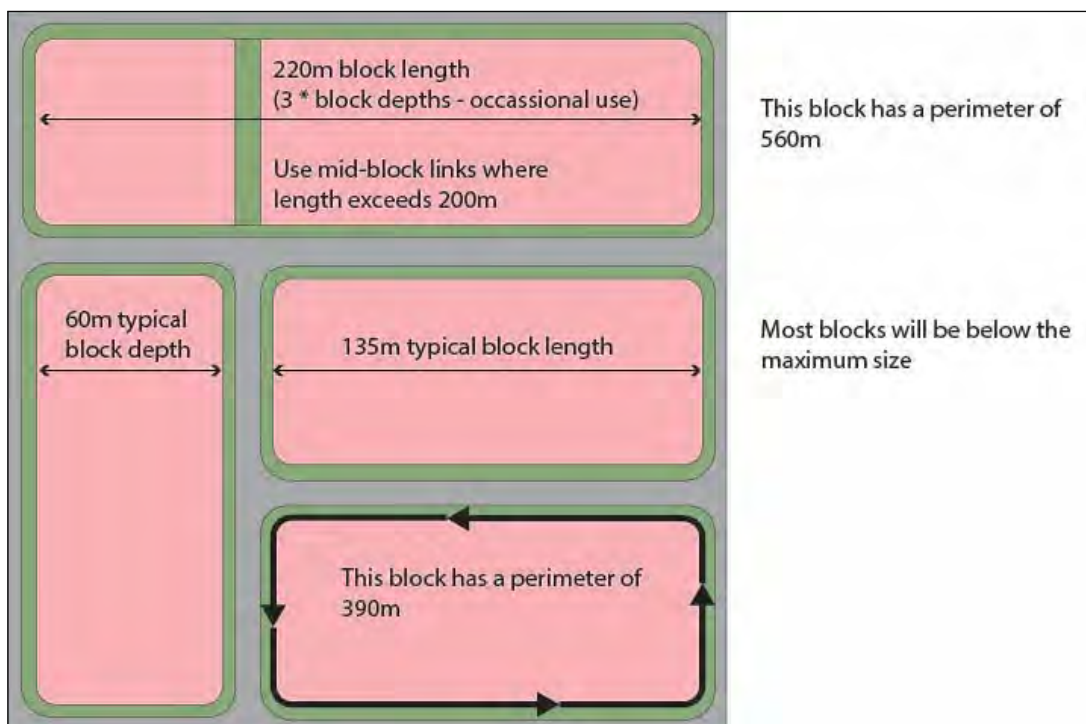 220m block length
(3 * block depths - occassional use)
This block has a perimeter of
560m
Use mid-block links where
length exceeds 200m
60m typical
block depth
135m typical block length
Most blocks will be below the
maximum size
This block has a perimeter of
390m